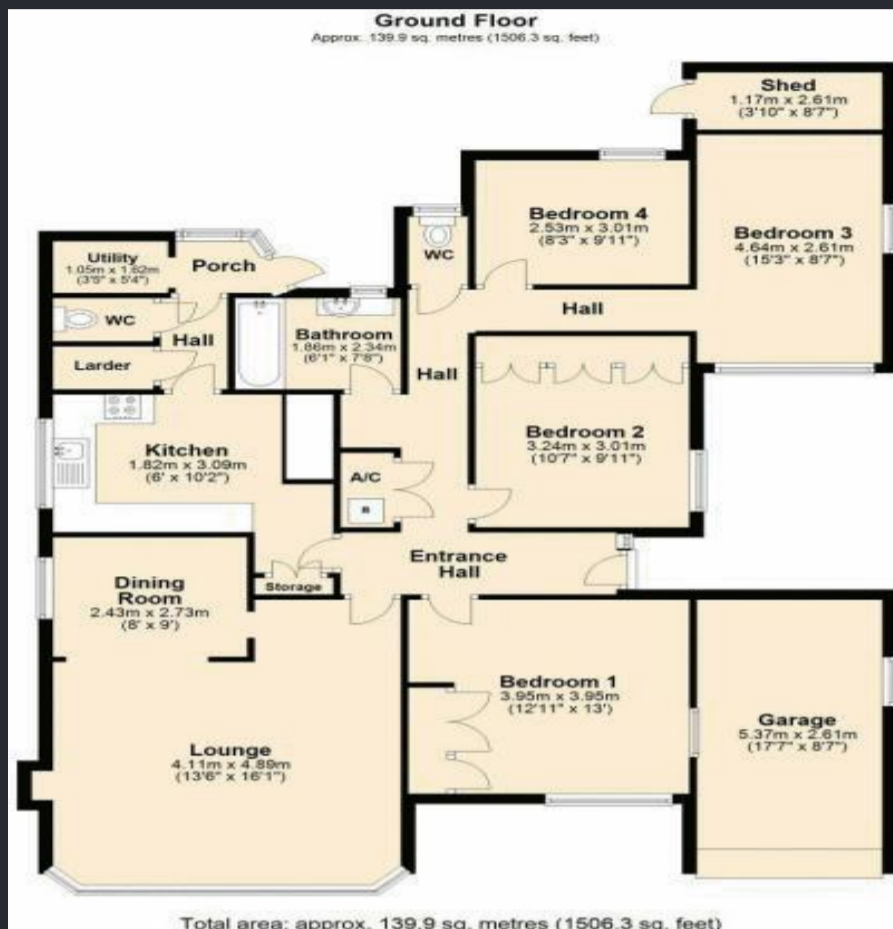 Ground Floor
Approx. 139.9 sq. metres (1506.3 sq. feet)
Shed
1.17m x 2.61m
(3'10" x 8'7")
Bedroom 4
2.53m x 3.01m
(8'3" x 9'11")
Bedroom 3
4.64m x 2.61m
(15'3" x 8'7")
Utility
1.05m x 1.62m
(3'5" x 5'4")
Porch
WC
WC
Hall
Bathroom
1.86m x 2.34m
(6'1" x 7'8")
Hall
Larder
Hall
Kitchen
1.82m x 3.09m
(6' x 10'2")
Bedroom 2
3.24m x 3.01m
(10'7" x 9'11")
A/C
B
Entrance
Hall
Storage
Dining
Room
2.43m x 2.73m
(8' x 9')
Bedroom 1
3.95m x 3.95m
(12'11" x 13')
Garage
5.37m x 2.61m
(17'7" x 8'7")
Lounge
4.11m x 4.89m
(13'6" x 16'1")
Total area: approx. 139.9 sq. metres (1506.3 sq. feet)